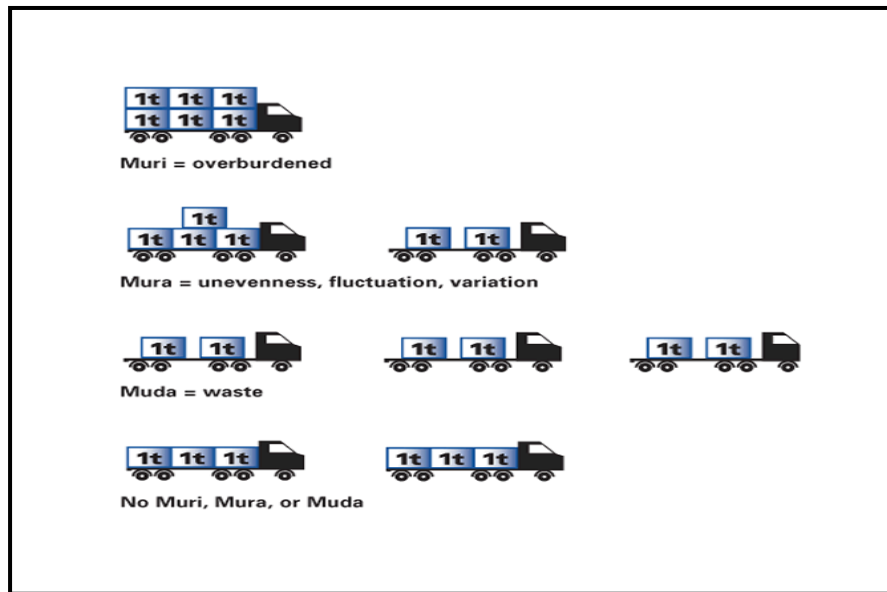 1t 1t 1t
1t 1t 1t
Muri = overburdened
1t
1t 1t 1t 1t 1t
Mura = unevenness, fluctuation, variation
1t 1t 1t 1t 1t 1t
Muda = waste
1t 1t 1t 1t 1t 1t
No Muri, Mura, or Muda